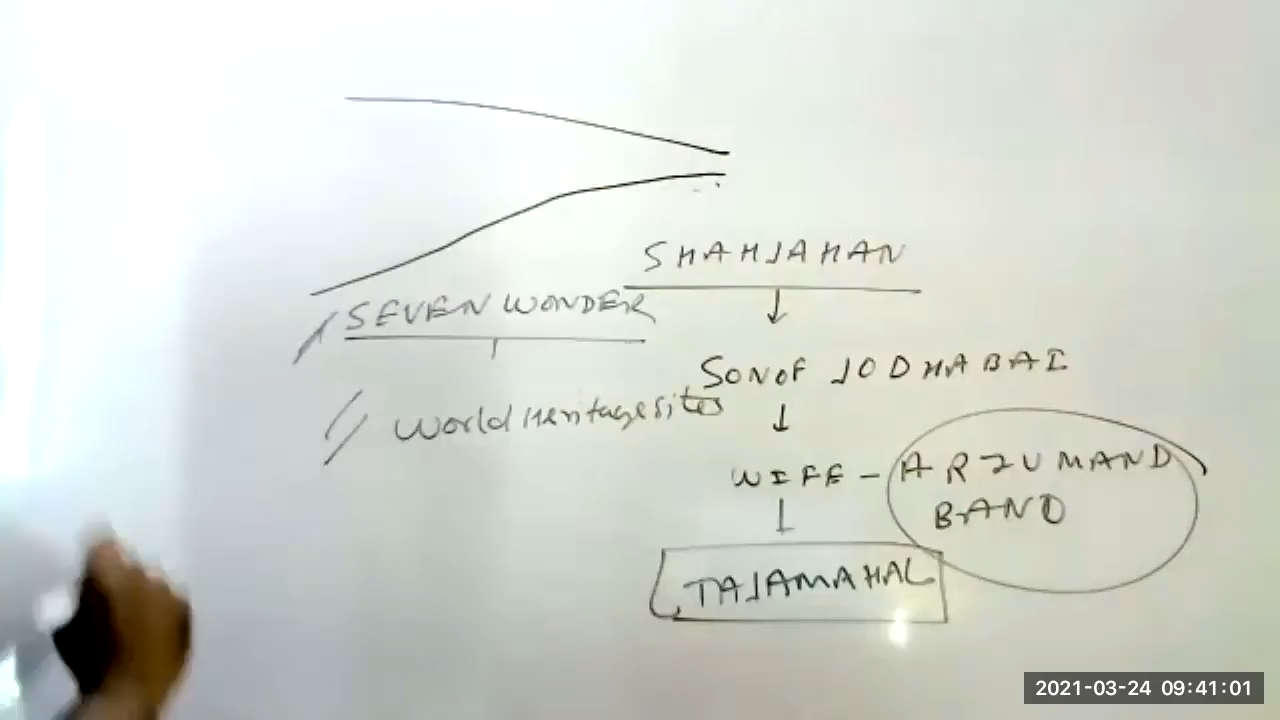 SHAHJAHAN
SEVEN WONDER
SON OF JODHABAI
World Heritage sites
WIFE - ARZUMAND
BANO
TAJAMAHAL
2021-03-24 09:41:01